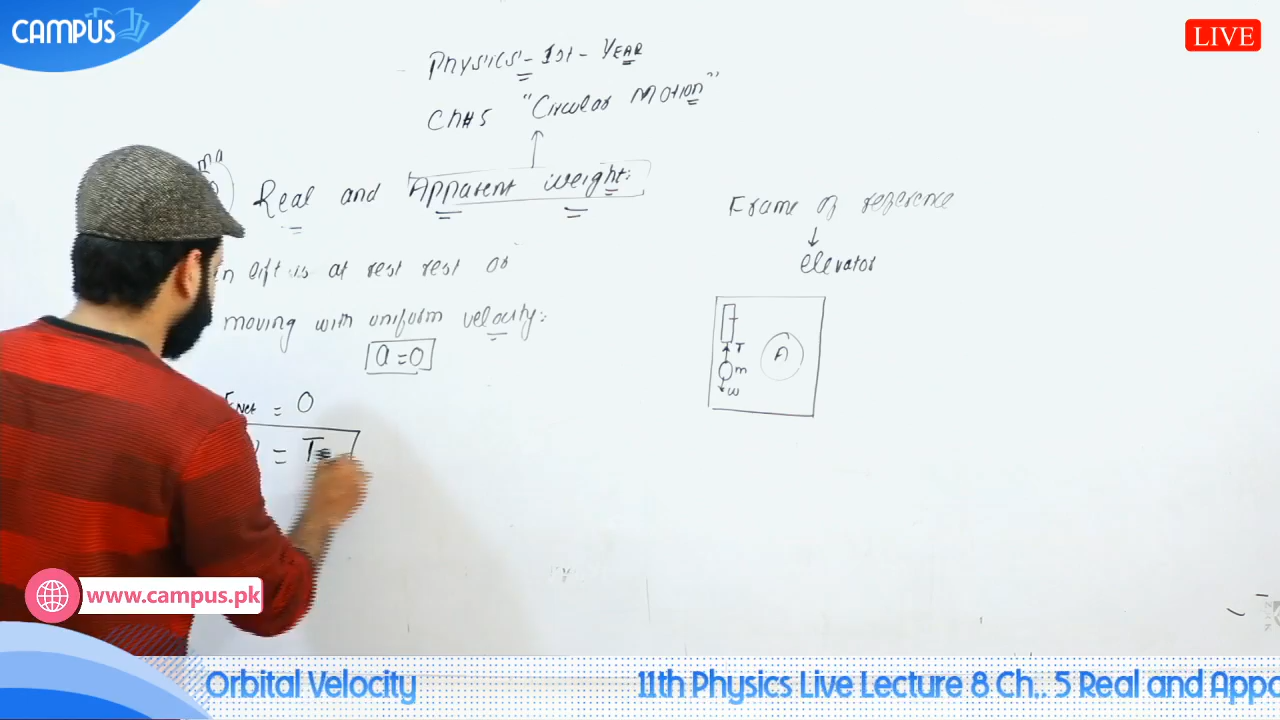 CAMPUS
LIVE
Physics - 1st - YEAR
Ch#5 "Circular Motion"
ma
Real and Apparent weight:
Frame of reference
elevator
in lift is at rest rest or
moving with uniform velocity:
a = 0
T
m
w
A
Fnet = 0
= T
www.campus.pk
Orbital Velocity 11th Physics Live Lecture 8 Ch.. 5 Real and Appa